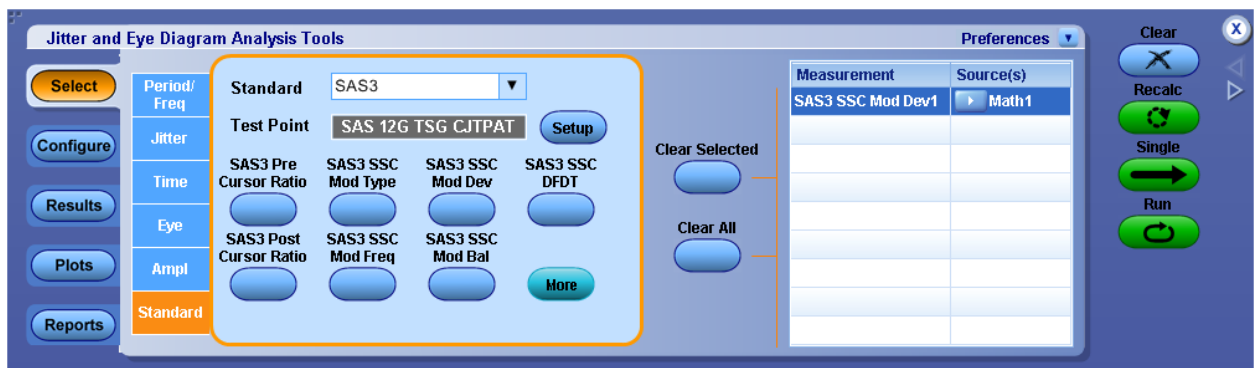 Jitter and Eye Diagram Analysis Tools
Preferences
Select
Configure
Results
Plots
Reports
Period/
Freq
Jitter
Time
Eye
Ampl
Standard
Standard
SAS3
Test Point
SAS 12G TSG CJTPAT
Setup
SAS3 Pre
Cursor Ratio
SAS3 SSC
Mod Type
SAS3 SSC
Mod Dev
SAS3 SSC
DFDT
SAS3 Post
Cursor Ratio
SAS3 SSC
Mod Freq
SAS3 SSC
Mod Bal
More
Clear Selected
Clear All
Measurement
Source(s)
SAS3 SSC Mod Dev1
Math1
Clear
Recalc
Single
Run
X